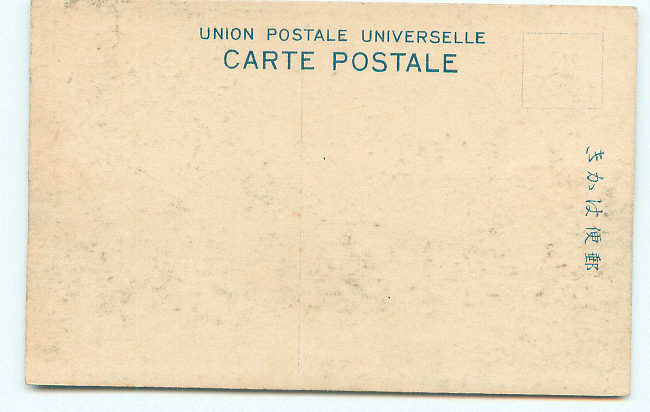 UNION POSTALE UNIVERSELLE
CARTE POSTALE
きかは便郵